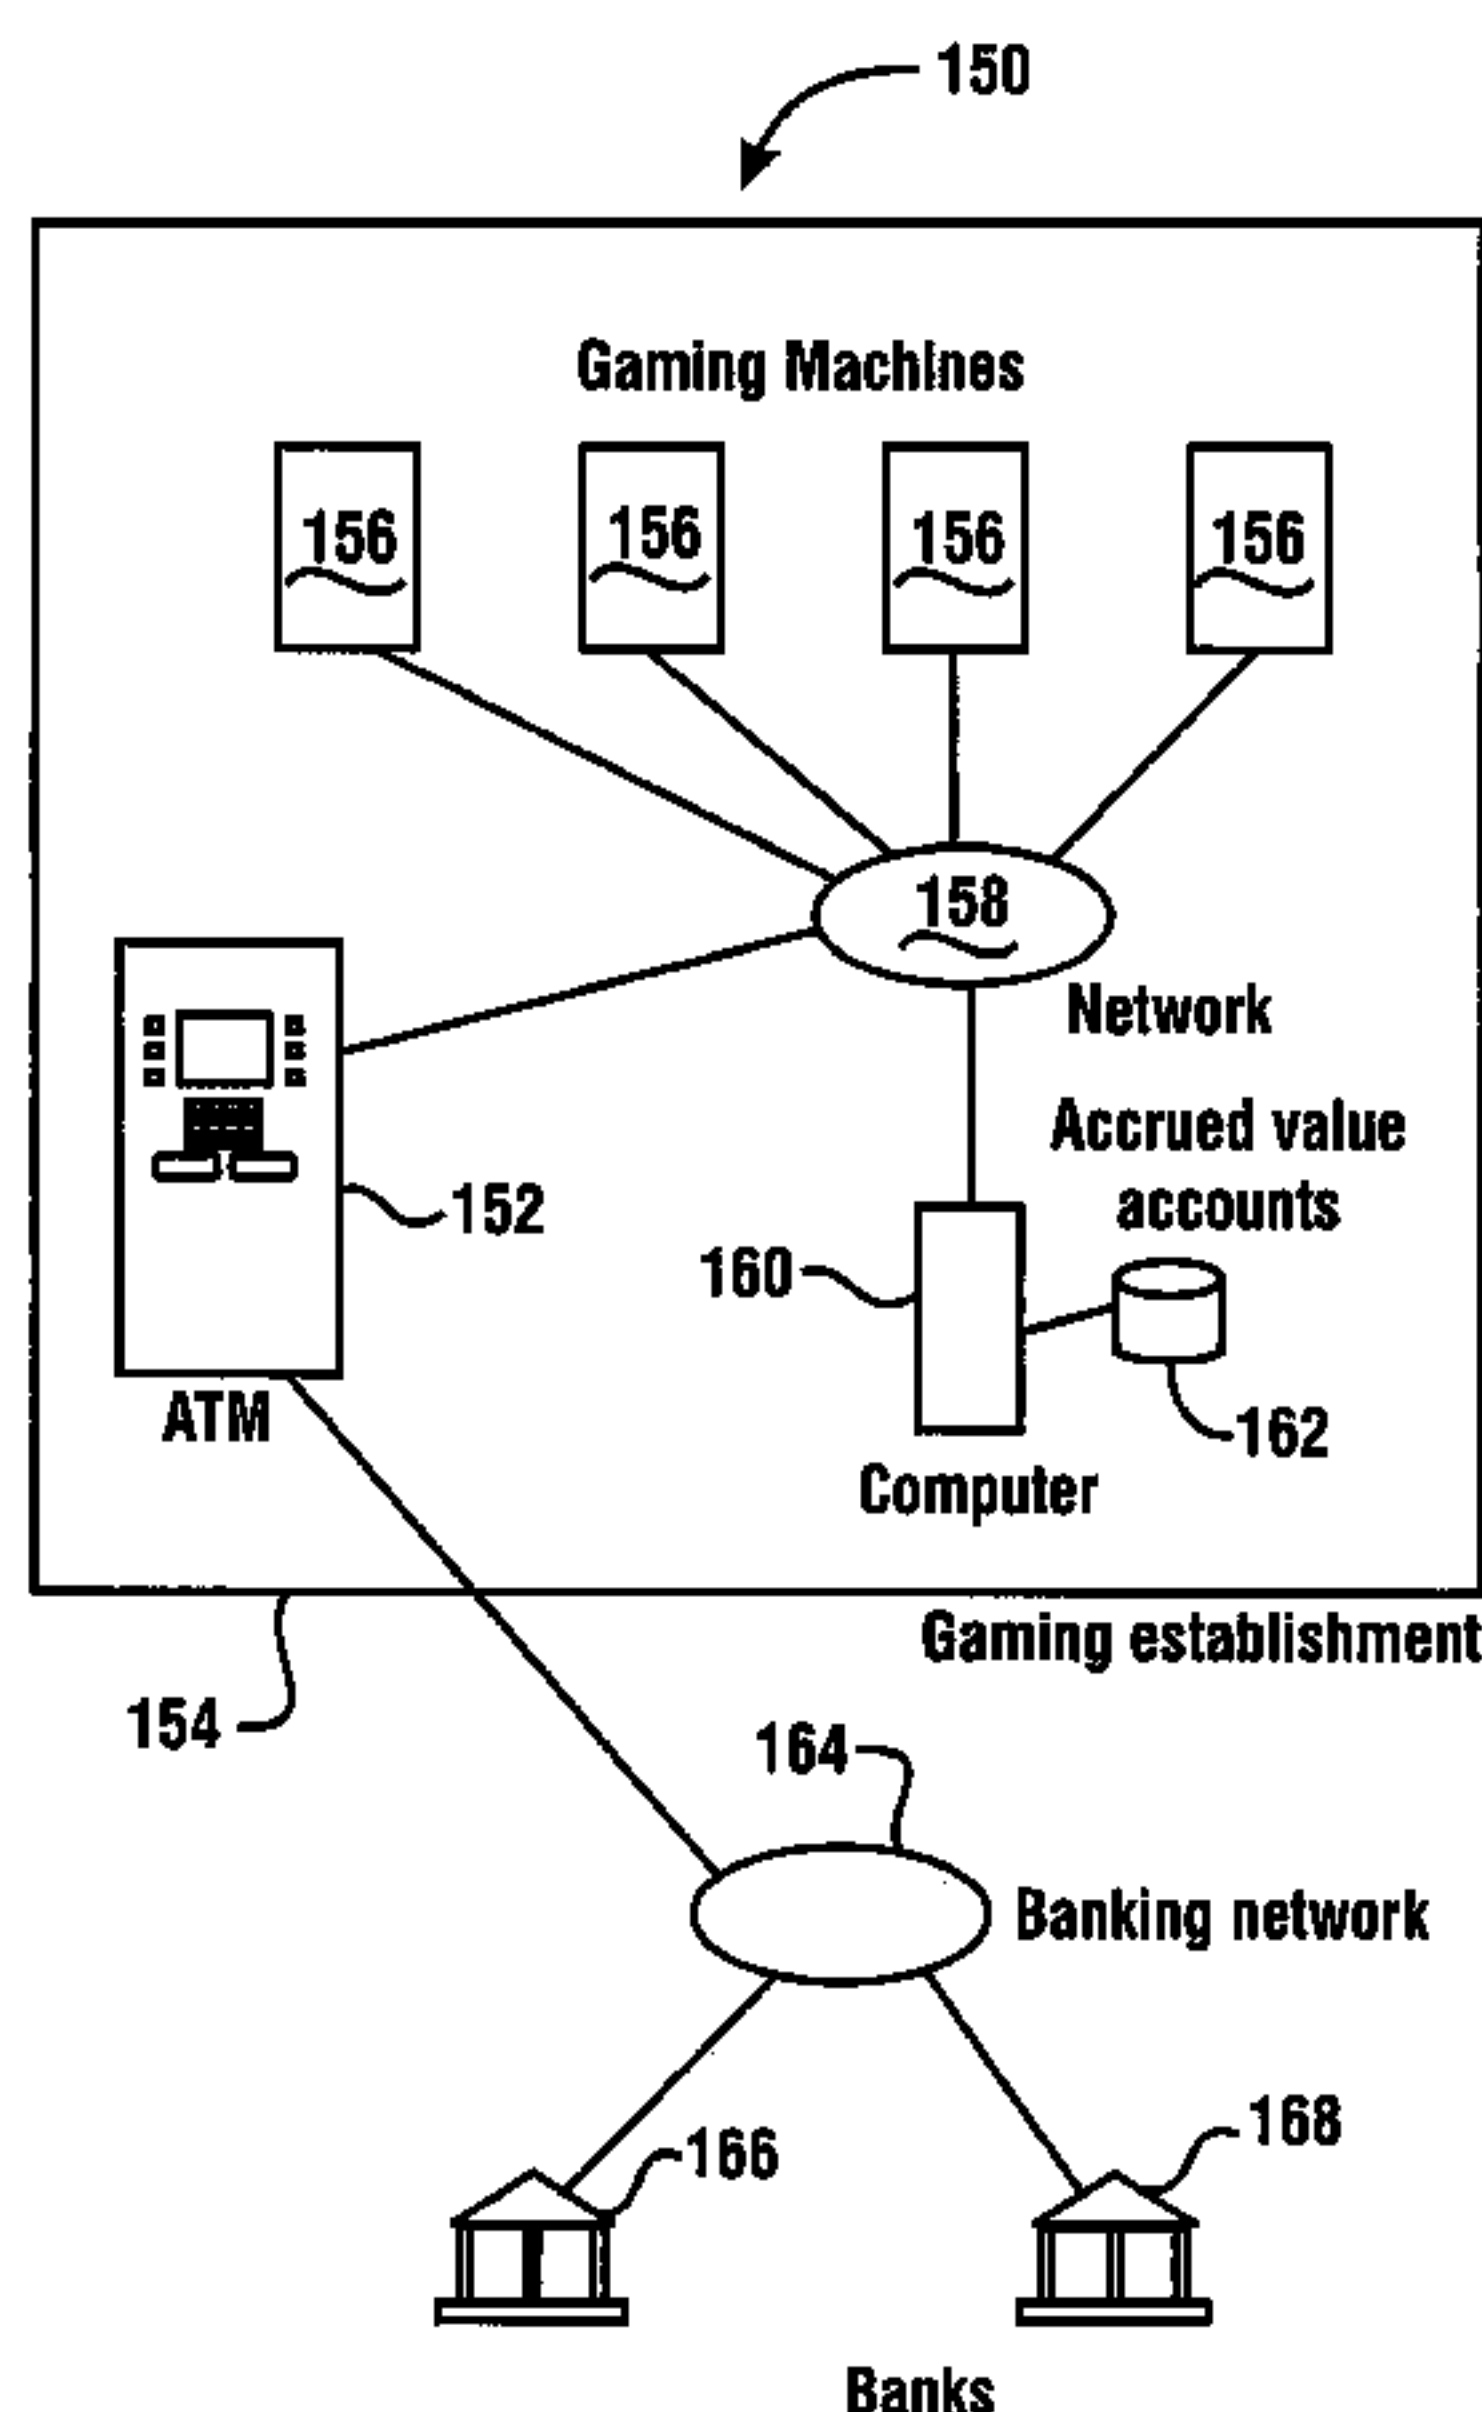 150
Gaming Machines
156 156 156 156
158
Network
Accrued value
accounts
152
160
162
ATM
Computer
Gaming establishment
154
164
Banking network
166
168
Banks